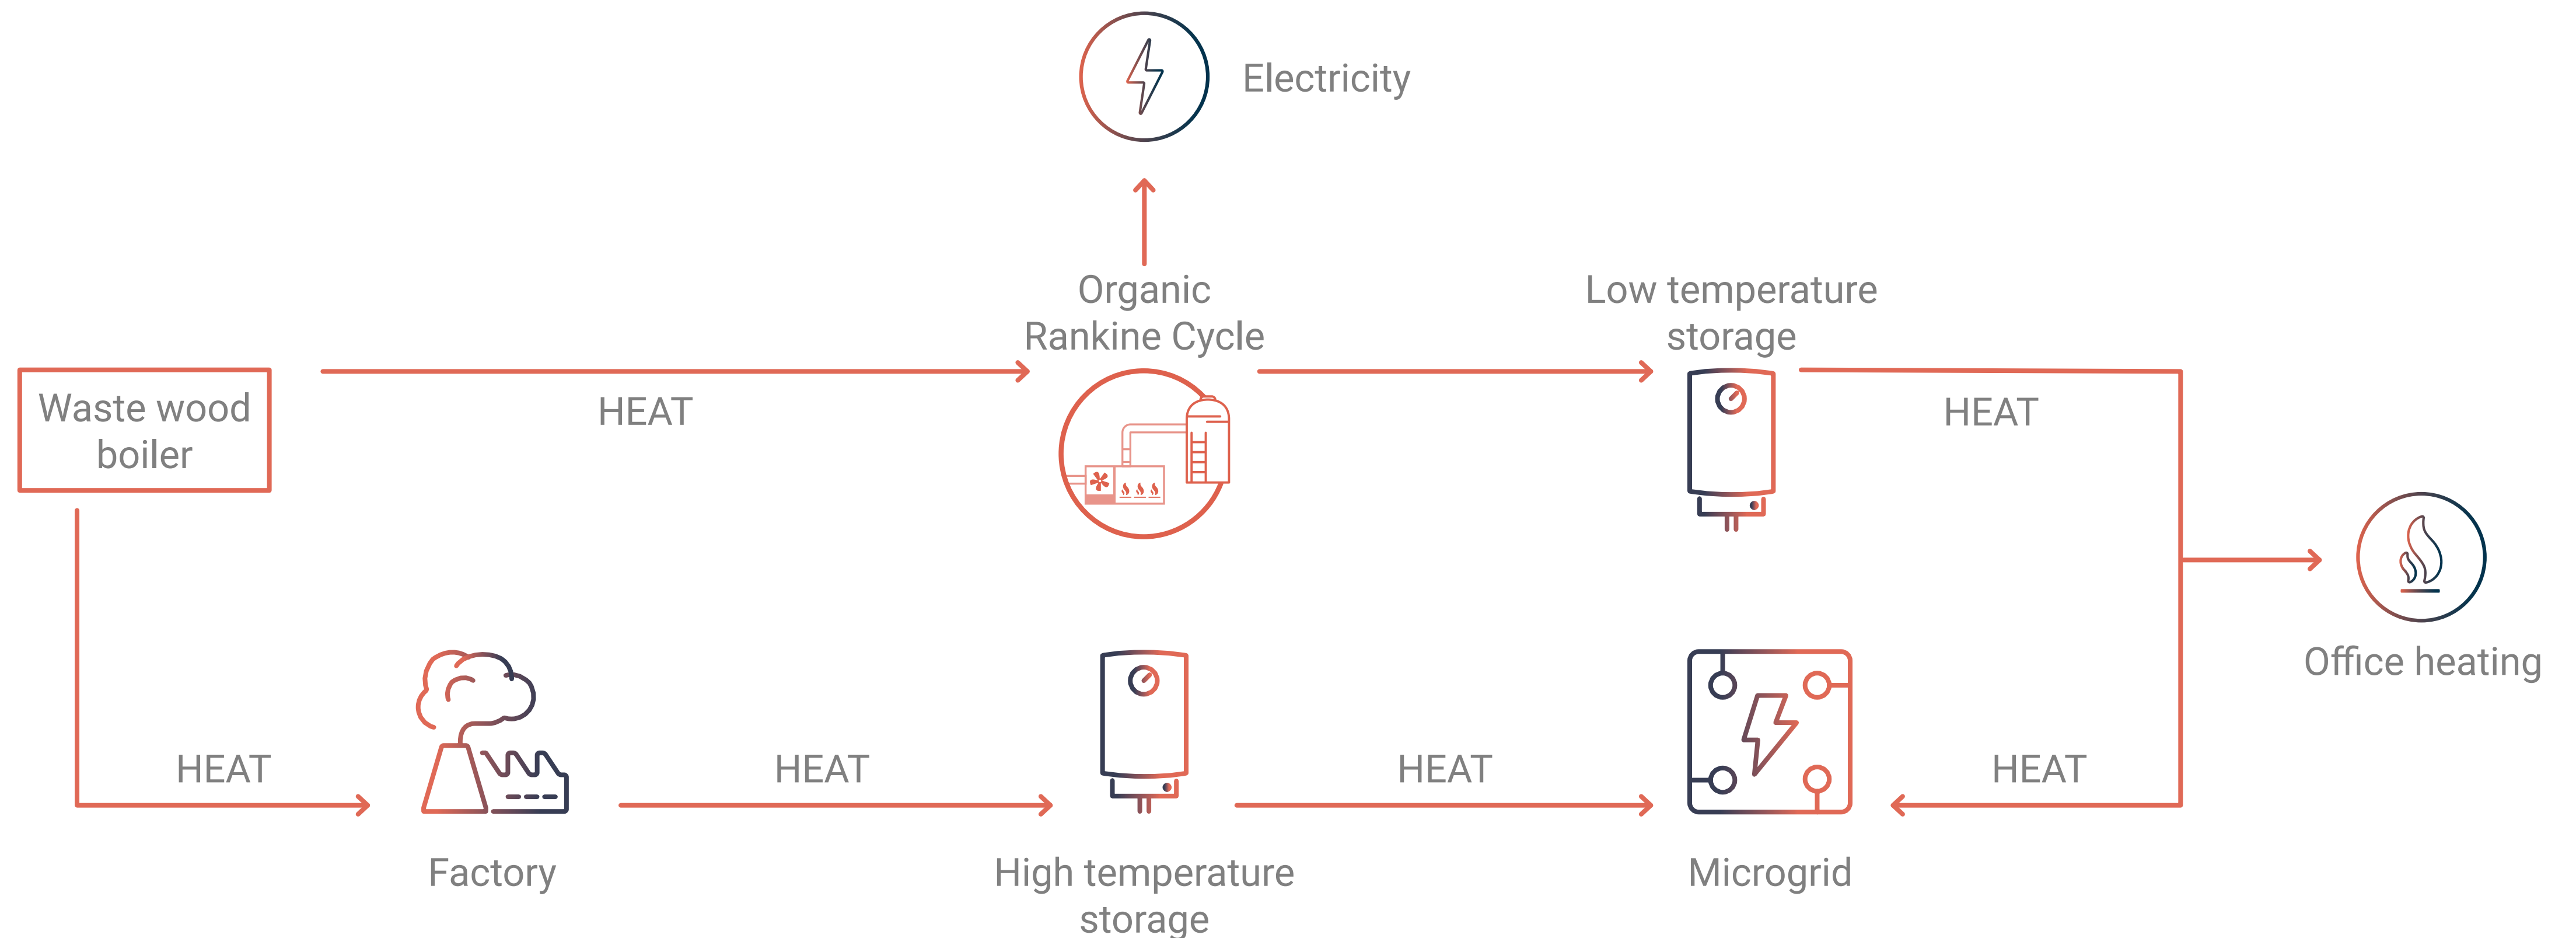 Electricity
Organic
Rankine Cycle
Low temperature
storage
Waste wood
boiler
HEAT
HEAT
Office heating
HEAT
HEAT
HEAT
HEAT
Factory
High temperature
storage
Microgrid